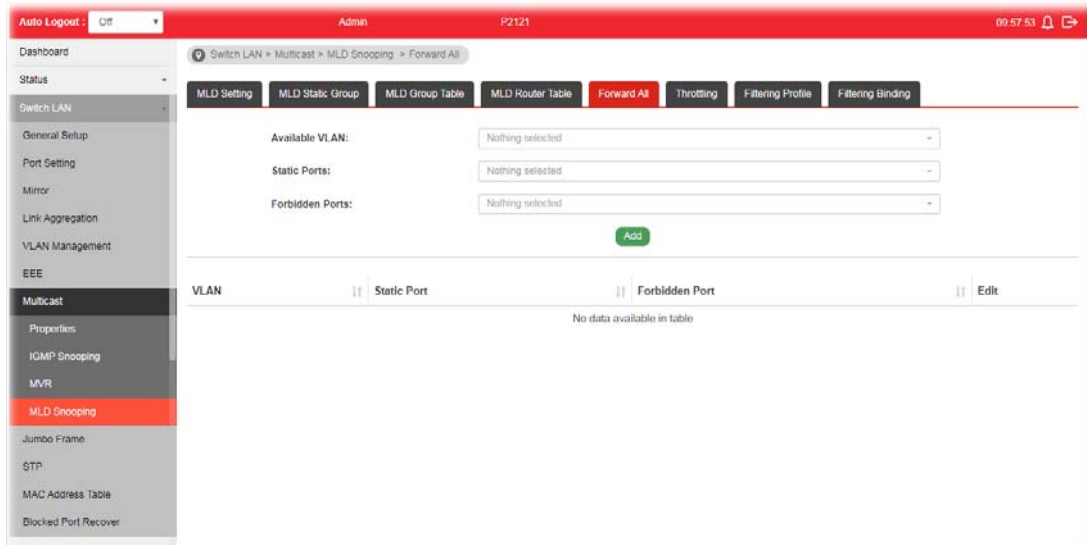 Auto Logout : Off Admin P2121 09:57:53
Dashboard
Status
Switch LAN
General Setup
Port Setting
Mirror
Link Aggregation
VLAN Management
EEE
Multicast
Properties
IGMP Snooping
MVR
MLD Snooping
Jumbo Frame
STP
MAC Address Table
Blocked Port Recover
Switch LAN » Multicast » MLD Snooping » Forward All
MLD Setting MLD Static Group MLD Group Table MLD Router Table Forward All Throttling Filtering Profile Filtering Binding
Available VLAN: Nothing selected
Static Ports: Nothing selected
Forbidden Ports: Nothing selected
Add
VLAN Static Port Forbidden Port Edit
No data available in table